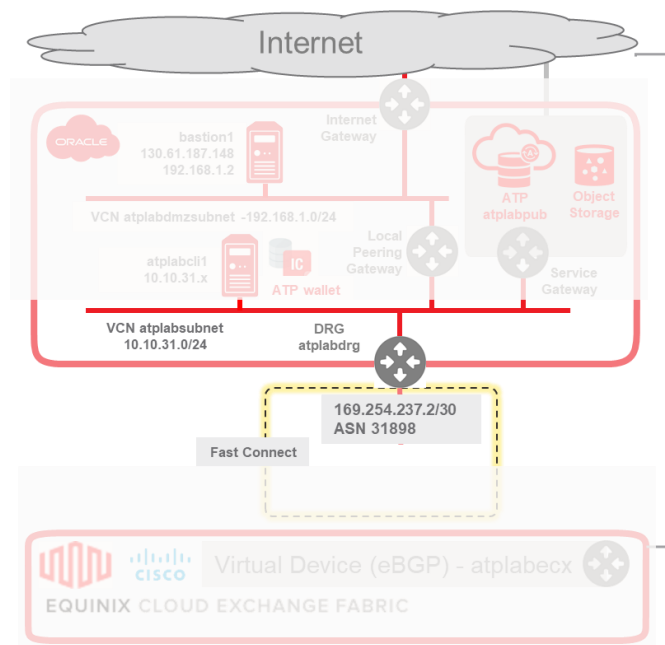 Internet
Internet
Gateway
ORACLE
bastion1
130.61.187.148
192.168.1.2
ATP
atplabpub
Object
Storage
VCN atplabdmzsubnet -192.168.1.0/24
Local
Peering
Gateway
atplabcli1
10.10.31.x
IC
ATP wallet
Service
Gateway
VCN atplabsubnet
10.10.31.0/24
DRG
atplabdrg
169.254.237.2/30
ASN 31898
Fast Connect
CISCO
Virtual Device (eBGP) - atplabecx
EQUINIX CLOUD EXCHANGE FABRIC